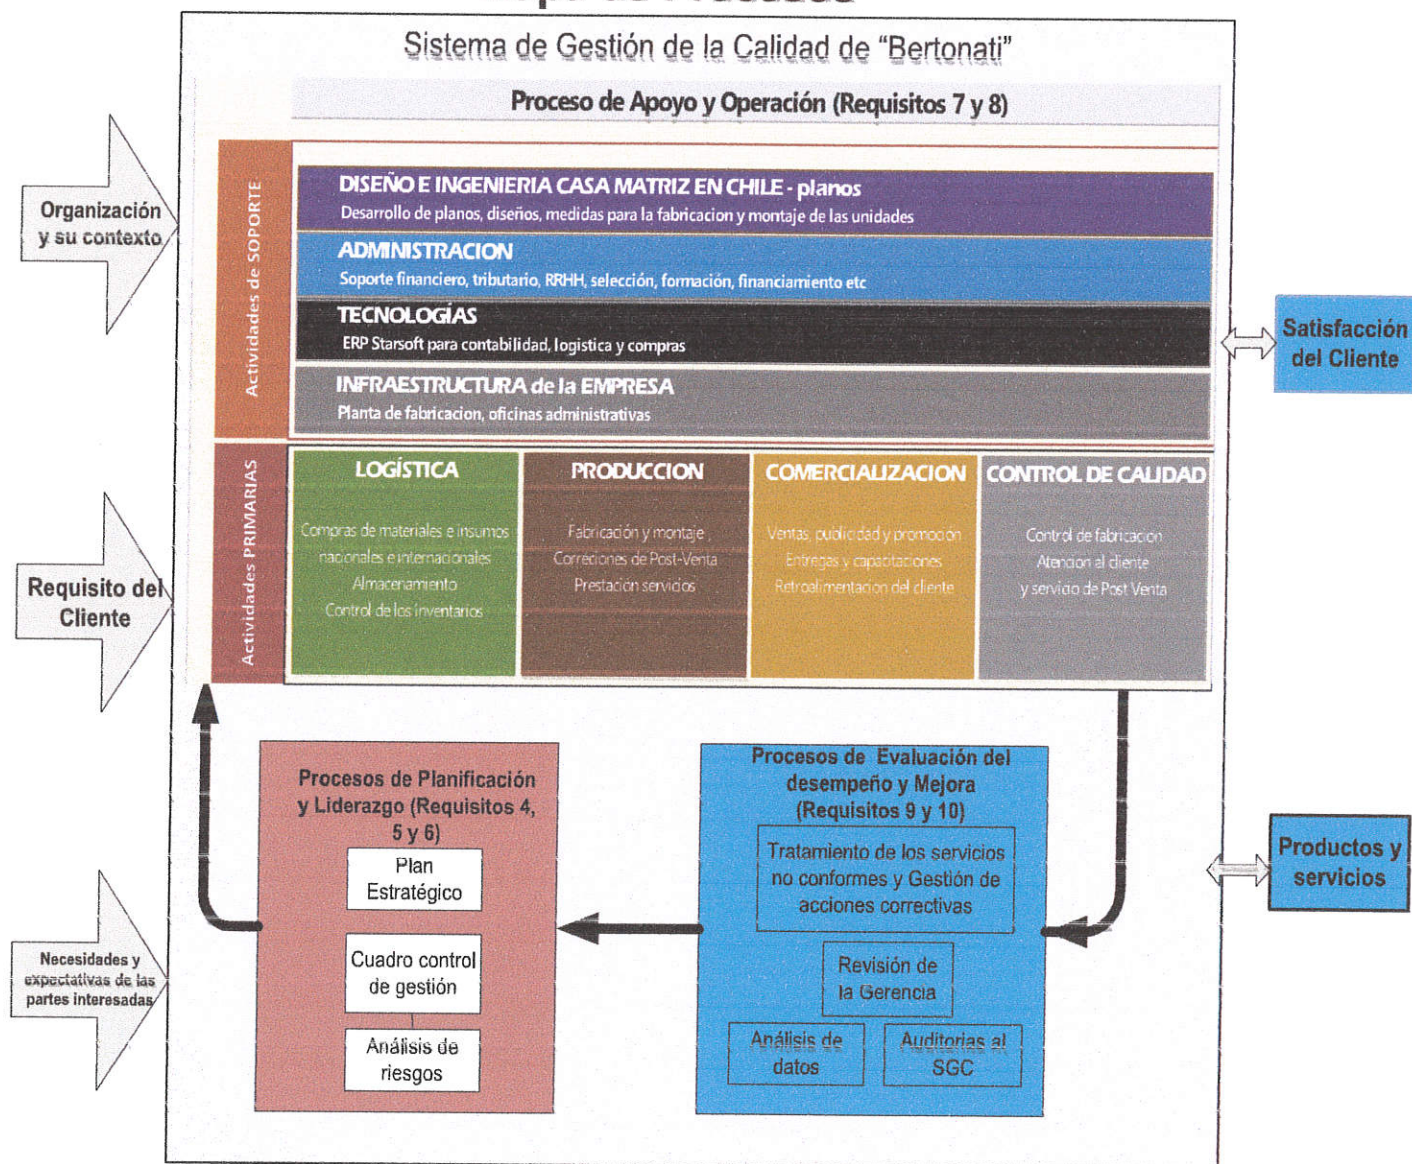 Sistema de Gestión de la Calidad de "Bertonati"
Proceso de Apoyo y Operación (Requisitos 7 y 8)
Organización
y su contexto
Requisito del
Cliente
Necesidades y
expectativas de las
partes interesadas
Actividades de SOPORTE
DISEÑO E INGENIERIA CASA MATRIZ EN CHILE - planos
Desarrollo de planos, diseños, medidas para la fabricacion y montaje de las unidades
ADMINISTRACION
Soporte financiero, tributario, RRHH, selección, formación, financiamiento etc
TECNOLOGÍAS
ERP Starsoft para contabilidad, logistica y compras
INFRAESTRUCTURA de la EMPRESA
Planta de fabricacion, oficinas administrativas
Actividades PRIMARIAS
LOGÍSTICA
Compras de materiales e insumos
nacionales e internacionales
Almacenamiento
Control de los inventarios
PRODUCCION
Fabricación y montaje
Correciones de Post-Venta
Prestación servicios
COMERCIALIZACION
Ventas, publicidad y promocion
Entregas y capacitaciones
Retroalimentacion del cliente
CONTROL DE CALIDAD
Control de fabricacion
Atencion al cliente
y servicio de Post Venta
Satisfacción
del Cliente
Productos y
servicios
Procesos de Planificación
y Liderazgo (Requisitos 4,
5 y 6)
Plan
Estratégico
Cuadro control
de gestión
Análisis de
riesgos
Procesos de Evaluación del
desempeño y Mejora
(Requisitos 9 y 10)
Tratamiento de los servicios
no conformes y Gestión de
acciones correctivas
Revisión de
la Gerencia
Análisis de
datos
Auditorias al
SGC